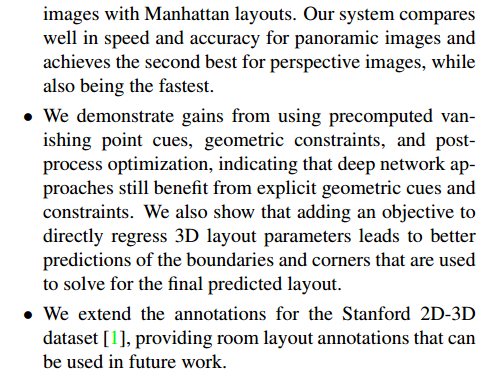 images with Manhattan layouts. Our system compares
well in speed and accuracy for panoramic images and
achieves the second best for perspective images, while
also being the fastest.
• We demonstrate gains from using precomputed van-
ishing point cues, geometric constraints, and post-
process optimization, indicating that deep network ap-
proaches still benefit from explicit geometric cues and
constraints. We also show that adding an objective to
directly regress 3D layout parameters leads to better
predictions of the boundaries and corners that are used
to solve for the final predicted layout.
• We extend the annotations for the Stanford 2D-3D
dataset [1], providing room layout annotations that can
be used in future work.